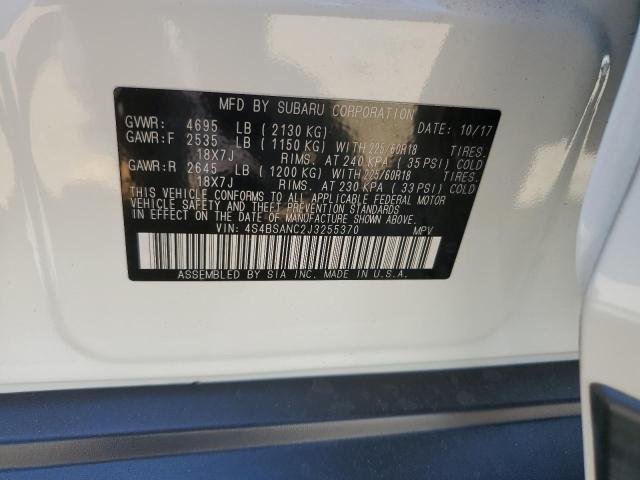 MFD BY SUBARU CORPORATION
GVWR: 4695 LB (2130 KG) DATE: 10/17
GAWR:F 2535 LB (1150 KG) WITH 225/60R18 TIRES.
18X7J RIMS. AT 240 KPA (35 PSI) COLD
GAWR:R 2645 LB (1200 KG) WITH 225/60R18 TIRES.
18X7J RIMS. AT 230 KPA (33 PSI) COLD
THIS VEHICLE CONFORMS TO ALL APPLICABLE FEDERAL MOTOR
VEHICLE SAFETY AND THEFT PREVENTION STANDARDS
IN EFFECT ON THE DATE OF MANUFACTURE SHOWN ABOVE.
VIN: 4S4BSANC2J3255370 MPV
ASSEMBLED BY SIA INC. MADE IN U.S.A.